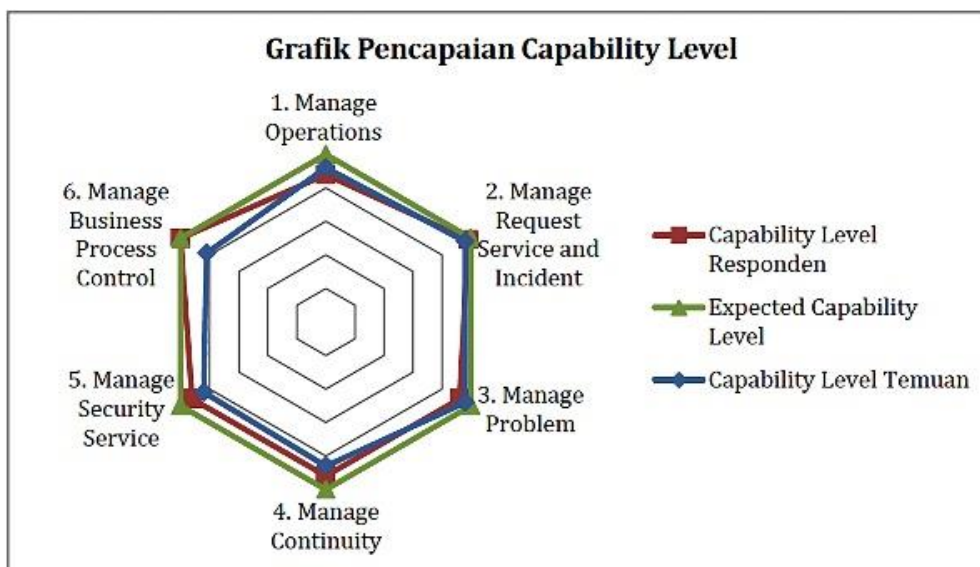 Grafik Pencapaian Capability Level
1. Manage
Operations
2. Manage
Request
Service and
Incident
3. Manage
Problem
4. Manage
Continuity
5. Manage
Security
Service
6. Manage
Business
Process
Control
Capability Level
Responden
Expected Capability
Level
Capability Level Temuan